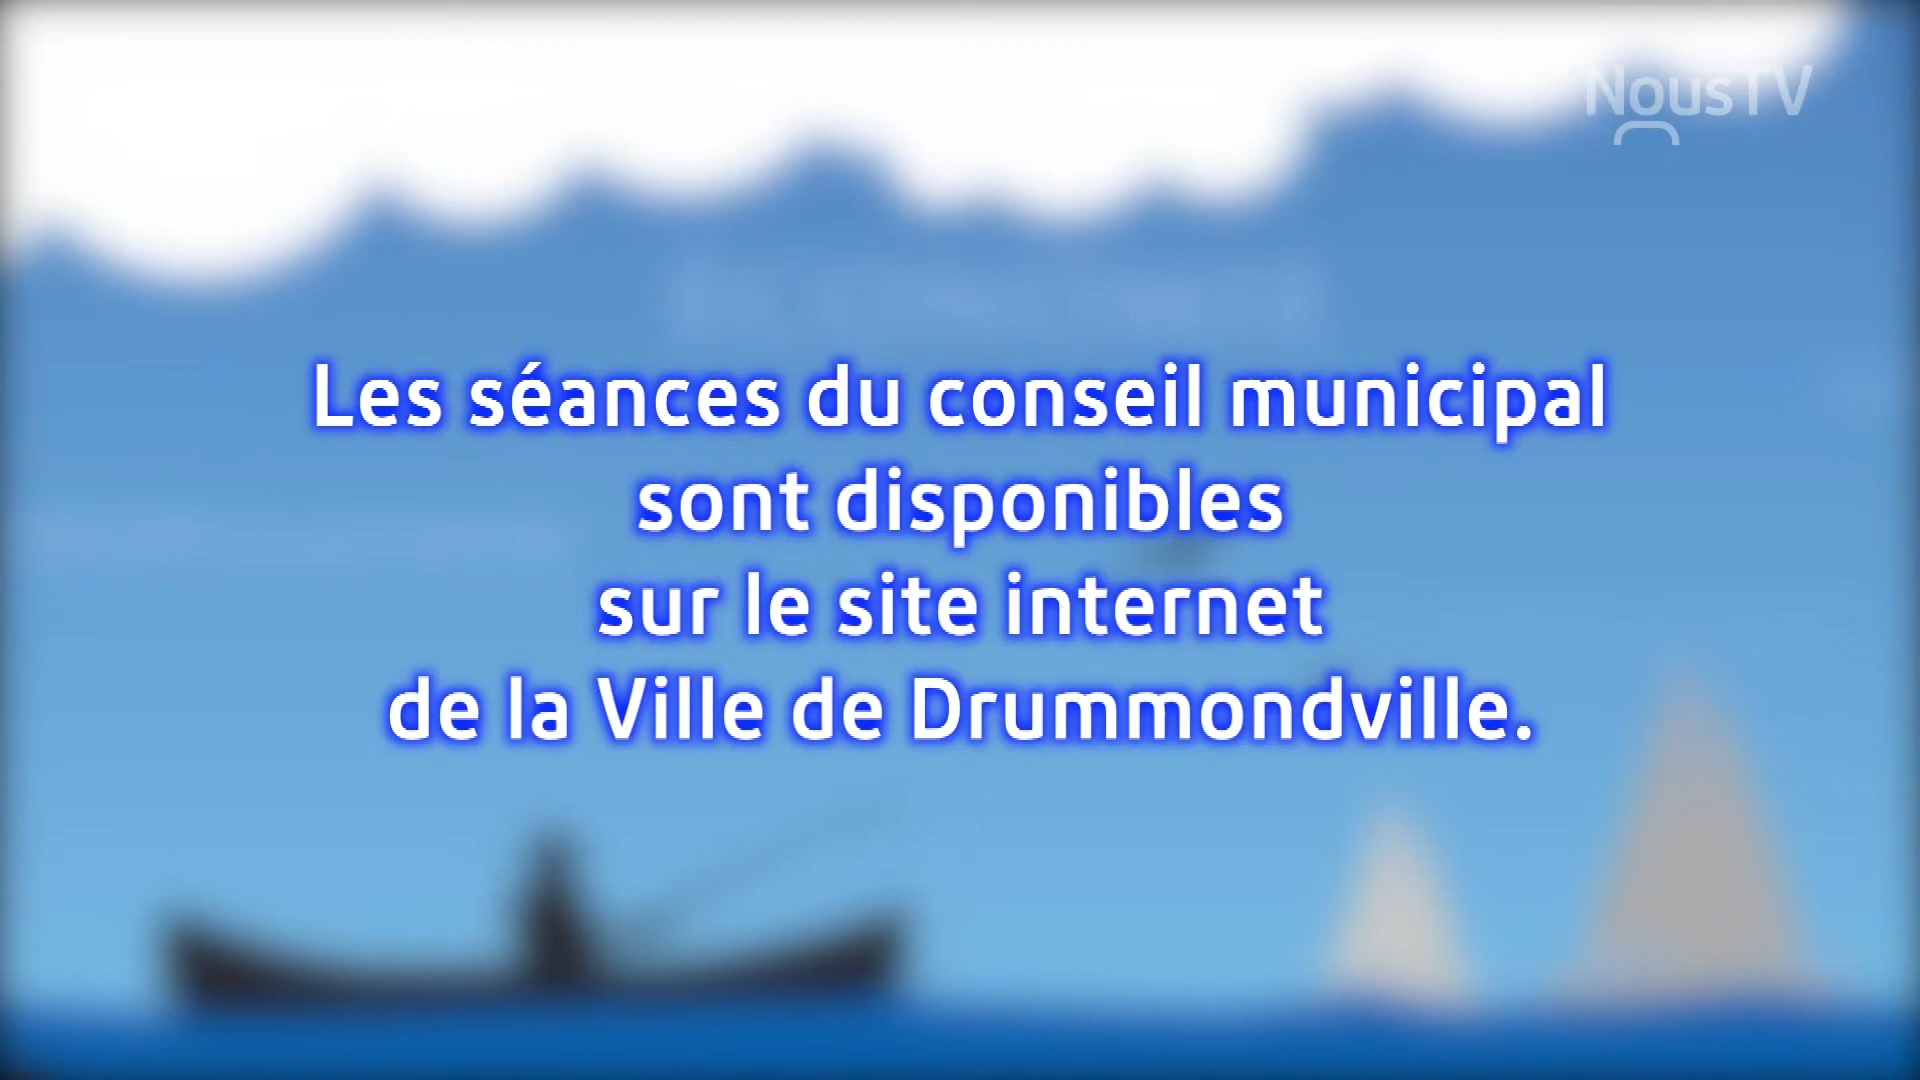 NousTV
Les séances du conseil municipal
sont disponibles
sur le site internet
de la Ville de Drummondville.